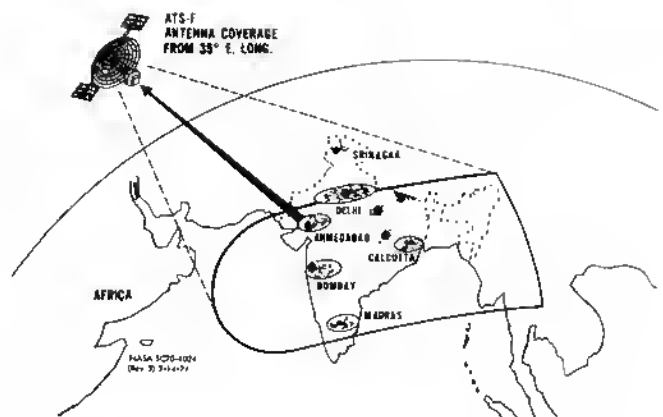 ATS-F
ANTENNA COVERAGE
FROM 35° E. LONG.
SRINAGAR
DELHI
AHMEDABAD
CALCUTTA
BOMBAY
AFRICA
MADRAS
NASA